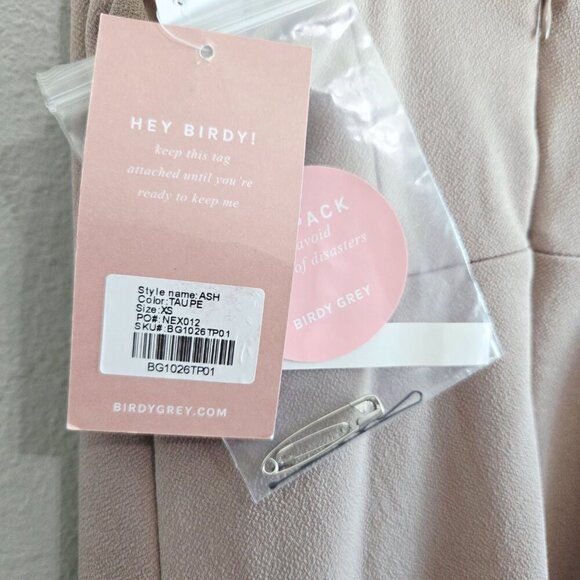 HEY BIRDY!
keep this tag
attached until you're
ready to keep me
Style name:ASH
Color:TAUPE
Size:XS
PO#:NEX012
SKU#:BG1026TP01
BG1026TP01
BIRDYGREY.COM
avoid
of disasters
BIRDY GREY